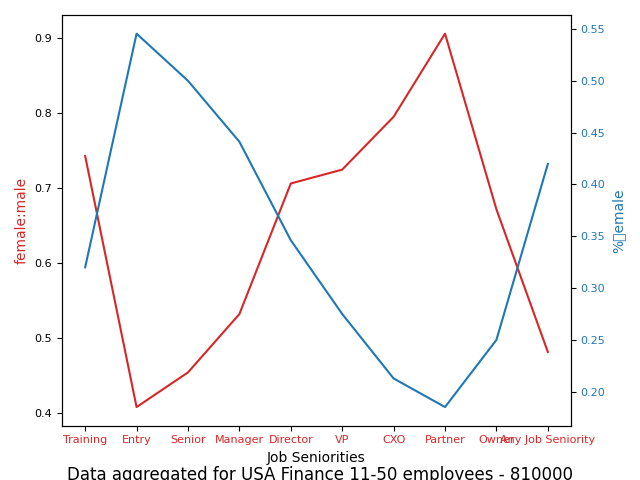 0.9
0.8
0.7
0.6
0.5
0.4
female:male
0.55
0.50
0.45
0.40
0.35
0.30
0.25
0.20
%▯emale
Training Entry Senior Manager Director VP CXO Partner Owner Any Job Seniority
Job Seniorities
Data aggregated for USA Finance 11-50 employees - 810000